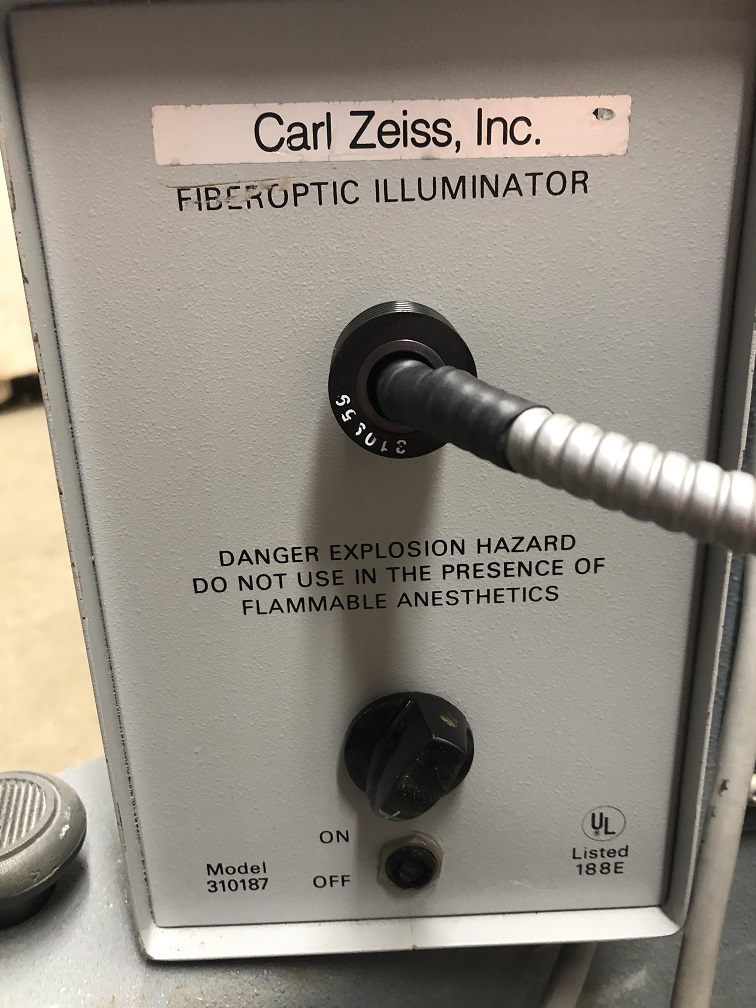 Carl Zeiss, Inc.
FIBEROPTIC ILLUMINATOR
DANGER EXPLOSION HAZARD
DO NOT USE IN THE PRESENCE OF
FLAMMABLE ANESTHETICS
ON
OFF
Model
310187
UL
Listed
188E